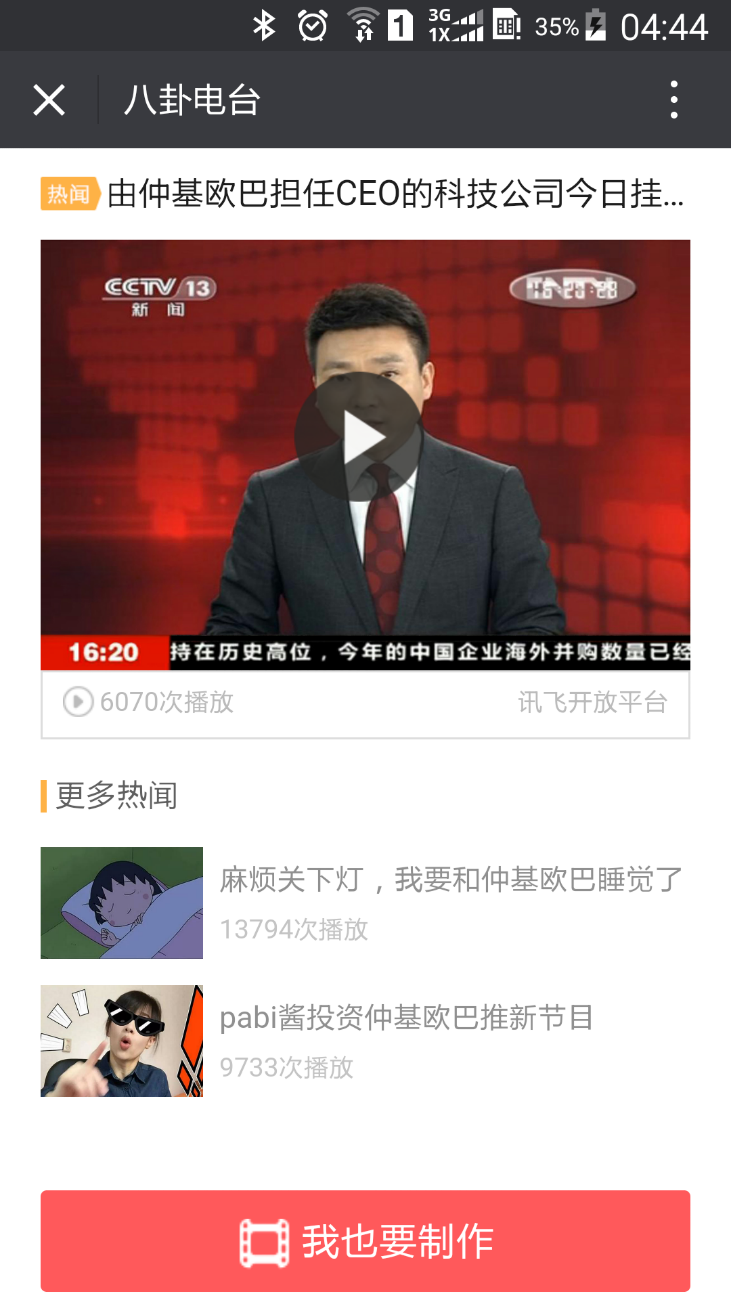 3G
1X
1
35%
04:44
八卦电台
热闻
由仲基欧巴担任CEO的科技公司今日挂...
CCTV 13
新闻
16:20:28
16:20
持在历史高位，今年的中国企业海外并购数量已经
6070次播放
讯飞开放平台
更多热闻
麻烦关下灯，我要和仲基欧巴睡觉了
13794次播放
pabi酱投资仲基欧巴推新节目
9733次播放
我也要制作